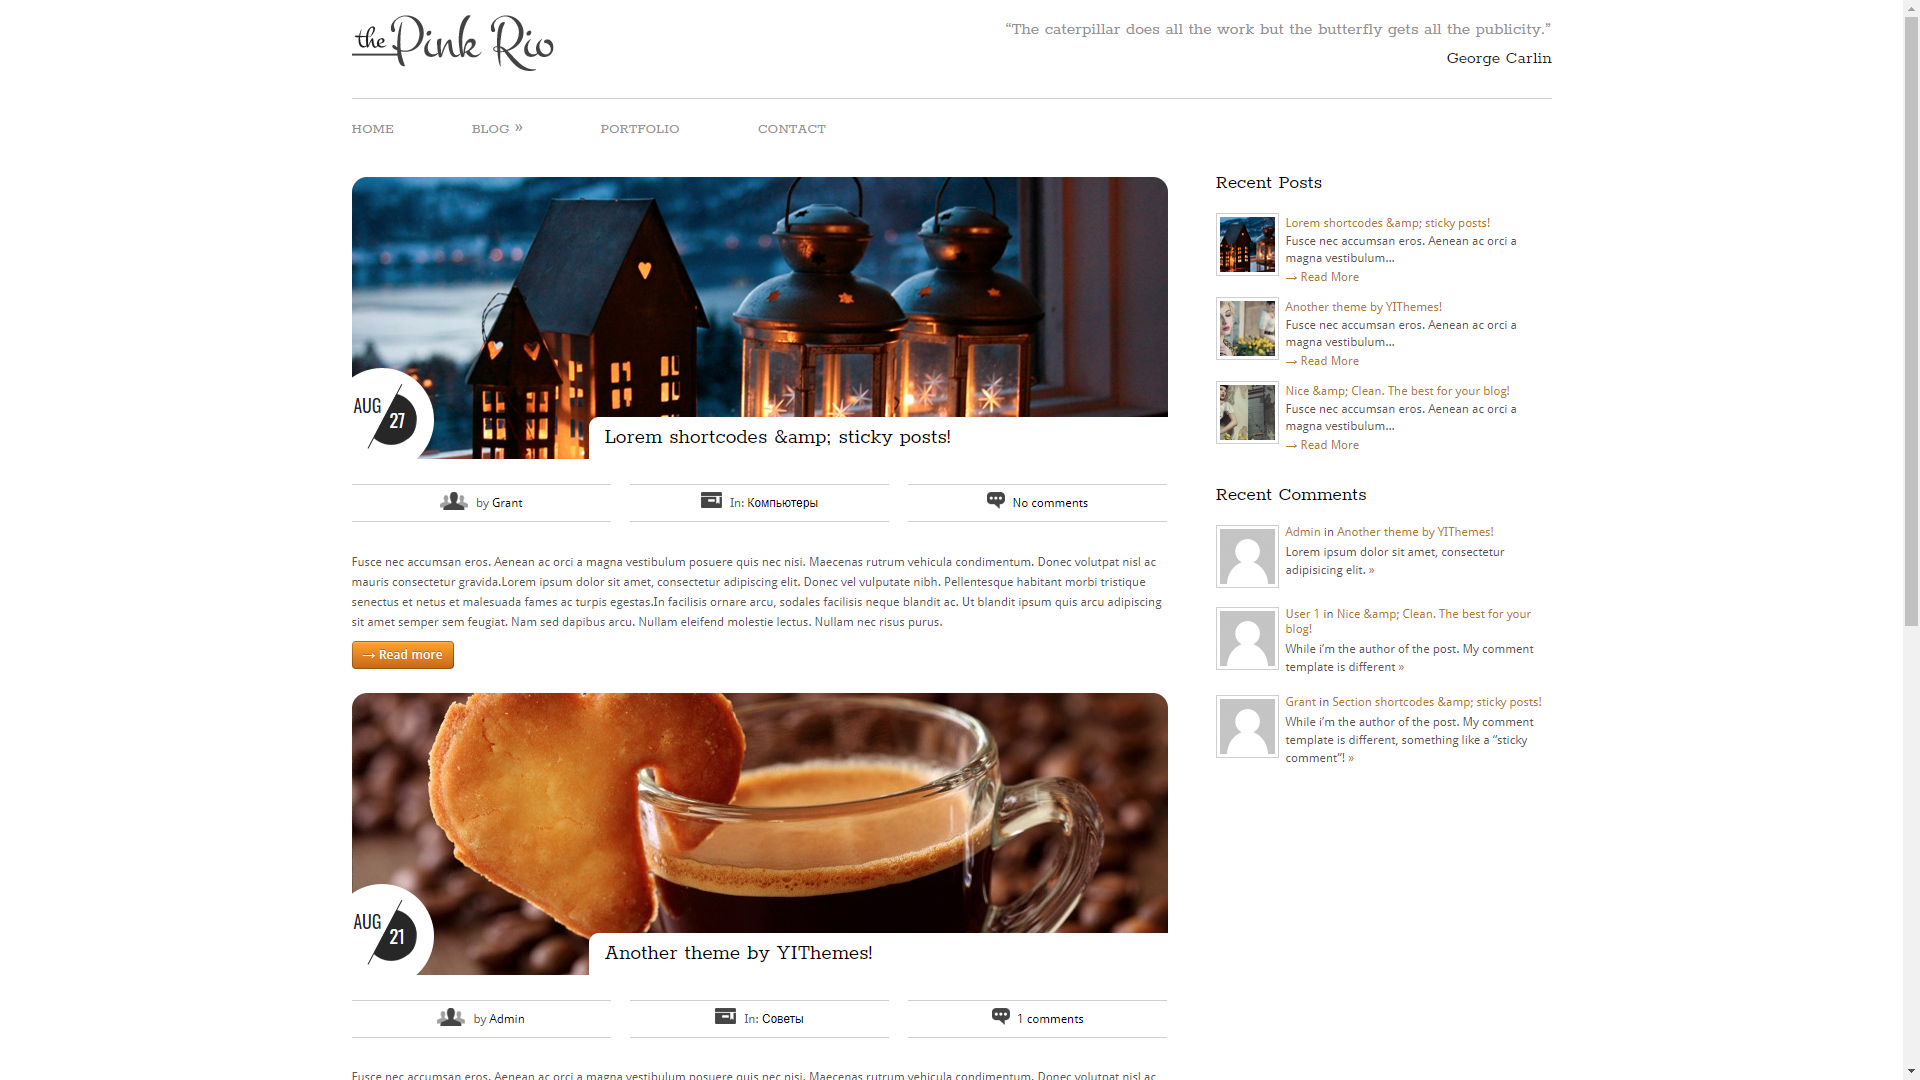 the Pink Rio
“The caterpillar does all the work but the butterfly gets all the publicity.”
George Carlin
HOME
BLOG »
PORTFOLIO
CONTACT
AUG
27
Lorem shortcodes &amp; sticky posts!
by Grant
In: Компьютеры
No comments
Fusce nec accumsan eros. Aenean ac orci a magna vestibulum posuere quis nec nisi. Maecenas rutrum vehicula condimentum. Donec volutpat nisl ac
mauris consectetur gravida.Lorem ipsum dolor sit amet, consectetur adipiscing elit. Donec vel vulputate nibh. Pellentesque habitant morbi tristique
senectus et netus et malesuada fames ac turpis egestas.In facilisis ornare arcu, sodales facilisis neque blandit ac. Ut blandit ipsum quis arcu adipiscing
sit amet semper sem feugiat. Nam sed dapibus arcu. Nullam eleifend molestie lectus. Nullam nec risus purus.
→ Read more
AUG
21
Another theme by YIThemes!
by Admin
In: Советы
1 comments
Fusce nec accumsan eros. Aenean ac orci a magna vestibulum posuere quis nec nisi. Maecenas rutrum vehicula condimentum. Donec volutpat nisl ac
Recent Posts
Lorem shortcodes &amp; sticky posts!
Fusce nec accumsan eros. Aenean ac orci a
magna vestibulum...
→ Read More
Another theme by YIThemes!
Fusce nec accumsan eros. Aenean ac orci a
magna vestibulum...
→ Read More
Nice &amp; Clean. The best for your blog!
Fusce nec accumsan eros. Aenean ac orci a
magna vestibulum...
→ Read More
Recent Comments
Admin in Another theme by YIThemes!
Lorem ipsum dolor sit amet, consectetur
adipisicing elit. »
User 1 in Nice &amp; Clean. The best for your
blog!
While i’m the author of the post. My comment
template is different »
Grant in Section shortcodes &amp; sticky posts!
While i’m the author of the post. My comment
template is different, something like a “sticky
comment”! »